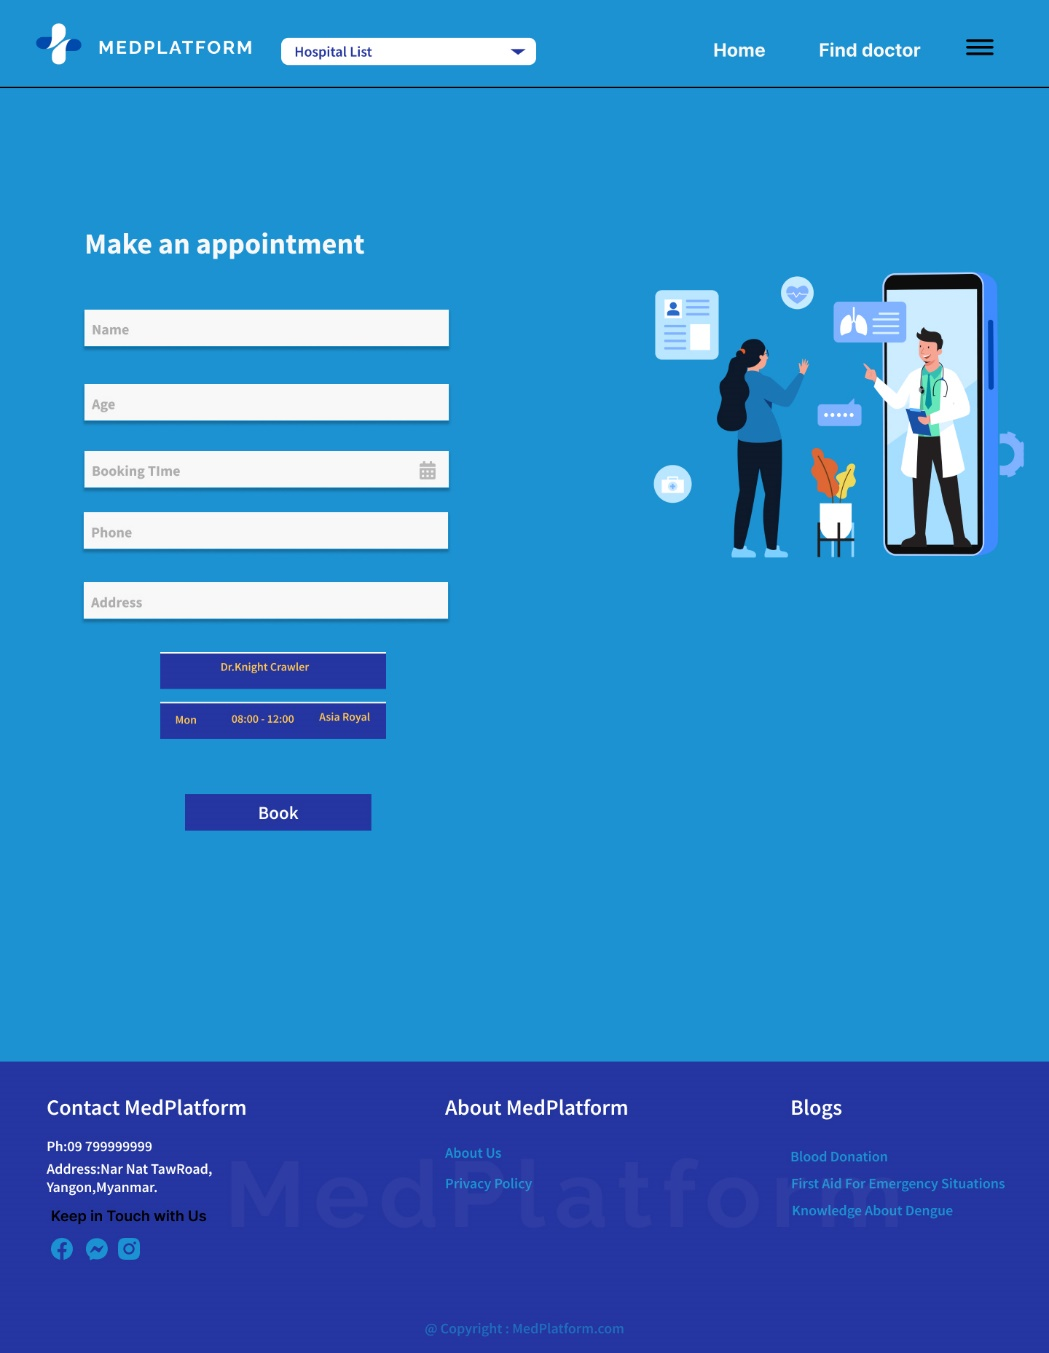 MEDPLATFORM
Hospital List
Home
Find doctor
Make an appointment
Name
Age
Booking TIme
Phone
Address
Dr.Knight Crawler
Mon 08:00 - 12:00 Asia Royal
Book
Contact MedPlatform
Ph:09 799999999
Address:Nar Nat TawRoad,
Yangon,Myanmar.
Keep in Touch with Us
About MedPlatform
About Us
Privacy Policy
Blogs
Blood Donation
First Aid For Emergency Situations
Knowledge About Dengue
MedPlatform
@ Copyright : MedPlatform.com